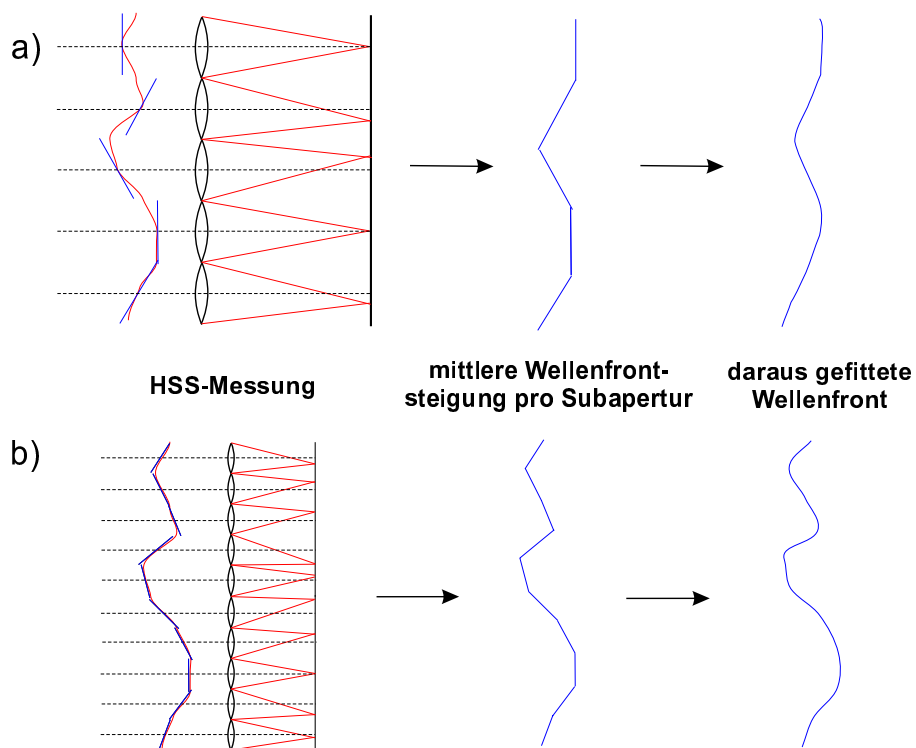 a)
HSS-Messung
mittlere Wellenfront-
steigung pro Subapertur
daraus gefittete
Wellenfront
b)